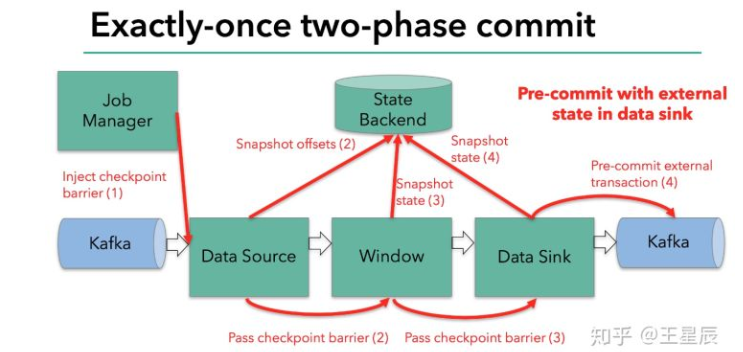 Exactly-once two-phase commit
Job
Manager
State
Backend
Pre-commit with external
state in data sink
Snapshot offsets (2)
Snapshot
state (4)
Inject checkpoint
barrier (1)
Snapshot
state (3)
Pre-commit external
transaction (4)
Kafka
Data Source
Window
Data Sink
Kafka
Pass checkpoint barrier (2)
Pass checkpoint barrier (3)
知乎 @王星辰